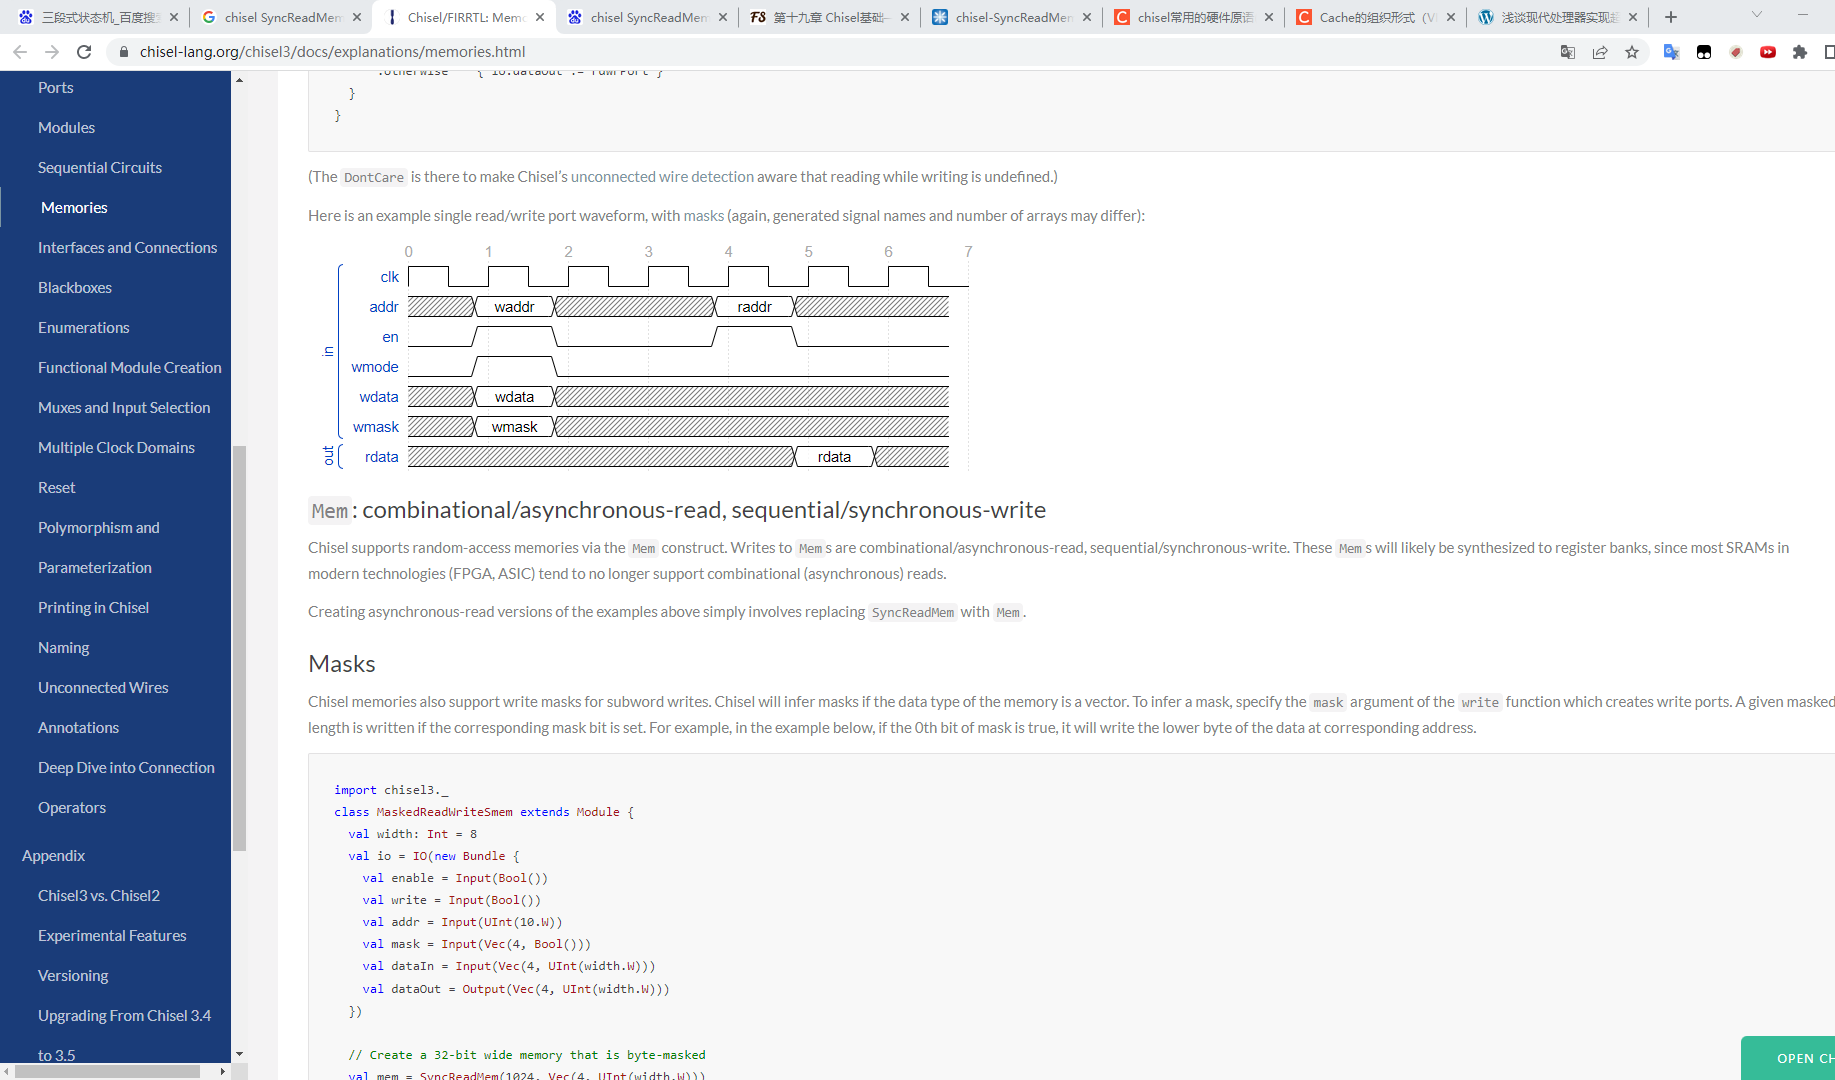 三段式状态机_百度搜
chisel SyncReadMem
Chisel/FIRRTL: Memo
chisel SyncReadMem
第十九章 Chisel基础—
chisel-SyncReadMem
chisel常用的硬件原语
Cache的组织形式（VI
浅谈现代处理器实现超
chisel-lang.org/chisel3/docs/explanations/memories.html
Ports
Modules
Sequential Circuits
Memories
Interfaces and Connections
Blackboxes
Enumerations
Functional Module Creation
Muxes and Input Selection
Multiple Clock Domains
Reset
Polymorphism and
Parameterization
Printing in Chisel
Naming
Unconnected Wires
Annotations
Deep Dive into Connection
Operators
Appendix
Chisel3 vs. Chisel2
Experimental Features
Versioning
Upgrading From Chisel 3.4
to 3.5
.otherwise { io.dataOut := rdwrPort }
}
}
(The DontCare is there to make Chisel’s unconnected wire detection aware that reading while writing is undefined.)
Here is an example single read/write port waveform, with masks (again, generated signal names and number of arrays may differ):
0 1 2 3 4 5 6 7
in
clk
addr waddr raddr
en
wmode
wdata wdata
wmask wmask
out
rdata rdata
Mem: combinational/asynchronous-read, sequential/synchronous-write
Chisel supports random-access memories via the Mem construct. Writes to Mems are combinational/asynchronous-read, sequential/synchronous-write. These Mems will likely be synthesized to register banks, since most SRAMs in
modern technologies (FPGA, ASIC) tend to no longer support combinational (asynchronous) reads.
Creating asynchronous-read versions of the examples above simply involves replacing SyncReadMem with Mem.
Masks
Chisel memories also support write masks for subword writes. Chisel will infer masks if the data type of the memory is a vector. To infer a mask, specify the mask argument of the write function which creates write ports. A given masked
length is written if the corresponding mask bit is set. For example, in the example below, if the 0th bit of mask is true, it will write the lower byte of the data at corresponding address.
import chisel3._
class MaskedReadWriteSmem extends Module {
val width: Int = 8
val io = IO(new Bundle {
val enable = Input(Bool())
val write = Input(Bool())
val addr = Input(UInt(10.W))
val mask = Input(Vec(4, Bool()))
val dataIn = Input(Vec(4, UInt(width.W)))
val dataOut = Output(Vec(4, UInt(width.W)))
})
// Create a 32-bit wide memory that is byte-masked
val mem = SyncReadMem(1024, Vec(4, UInt(width.W)))
OPEN CH